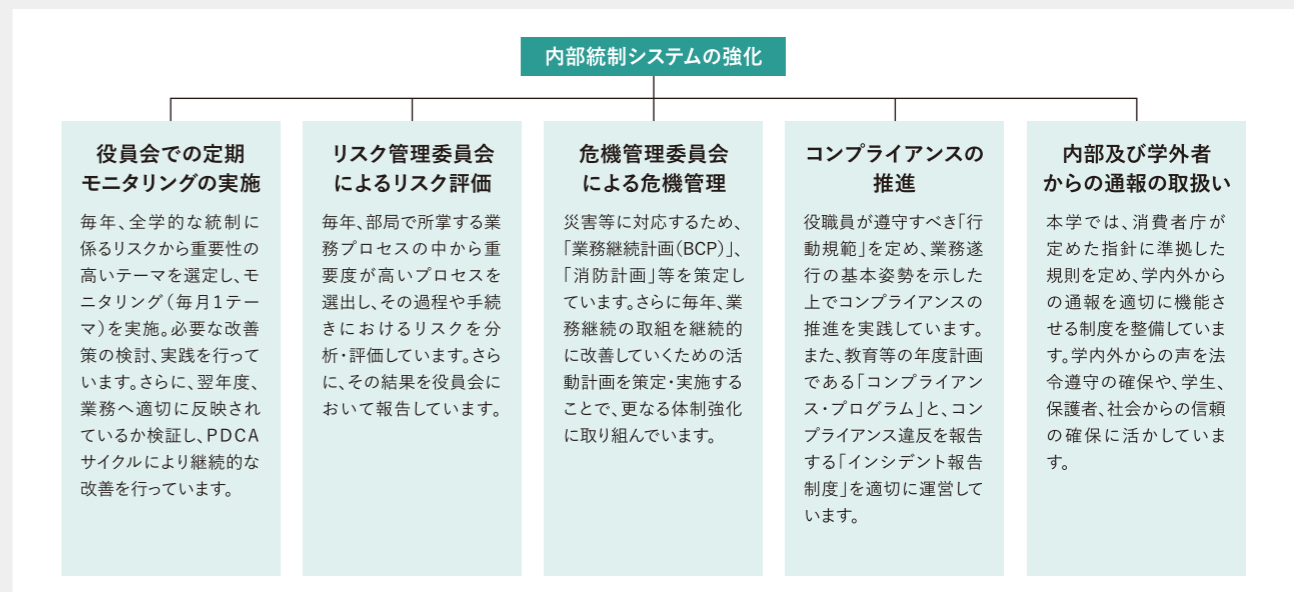 内部統制システムの強化
役員会での定期
モニタリングの実施
毎年、全学的な統制に
係るリスクから重要性の
高いテーマを選定し、モ
ニタリング(毎月1テー
マ)を実施。必要な改善
策の検討、実践を行って
います。さらに、翌年度、
業務へ適切に反映され
ているか検証し、PDCA
サイクルにより継続的な
改善を行っています。
リスク管理委員会
によるリスク評価
毎年、部局で所掌する業
務プロセスの中から重
要度が高いプロセスを
選出し、その過程や手続
きにおけるリスクを分
析・評価しています。さら
に、その結果を役員会に
おいて報告しています。
危機管理委員会
による危機管理
災害等に対応するため、
「業務継続計画(BCP)」、
「消防計画」等を策定し
ています。さらに毎年、業
務継続の取組を継続的
に改善していくための活
動計画を策定・実施する
ことで、更なる体制強化
に取り組んでいます。
コンプライアンスの
推進
役職員が遵守すべき「行
動規範」を定め、業務遂
行の基本姿勢を示した
上でコンプライアンスの
推進を実践しています。
また、教育等の年度計画
である「コンプライアン
ス・プログラム」と、コン
プライアンス違反を報告
する「インシデント報告
制度」を適切に運営して
います。
内部及び学外者
からの通報の取扱い
本学では、消費者庁が
定めた指針に準拠した
規則を定め、学内外から
の通報を適切に機能さ
せる制度を整備していま
す。学内外からの声を法
令遵守の確保や、学生、
保護者、社会からの信頼
の確保に活かしていま
す。